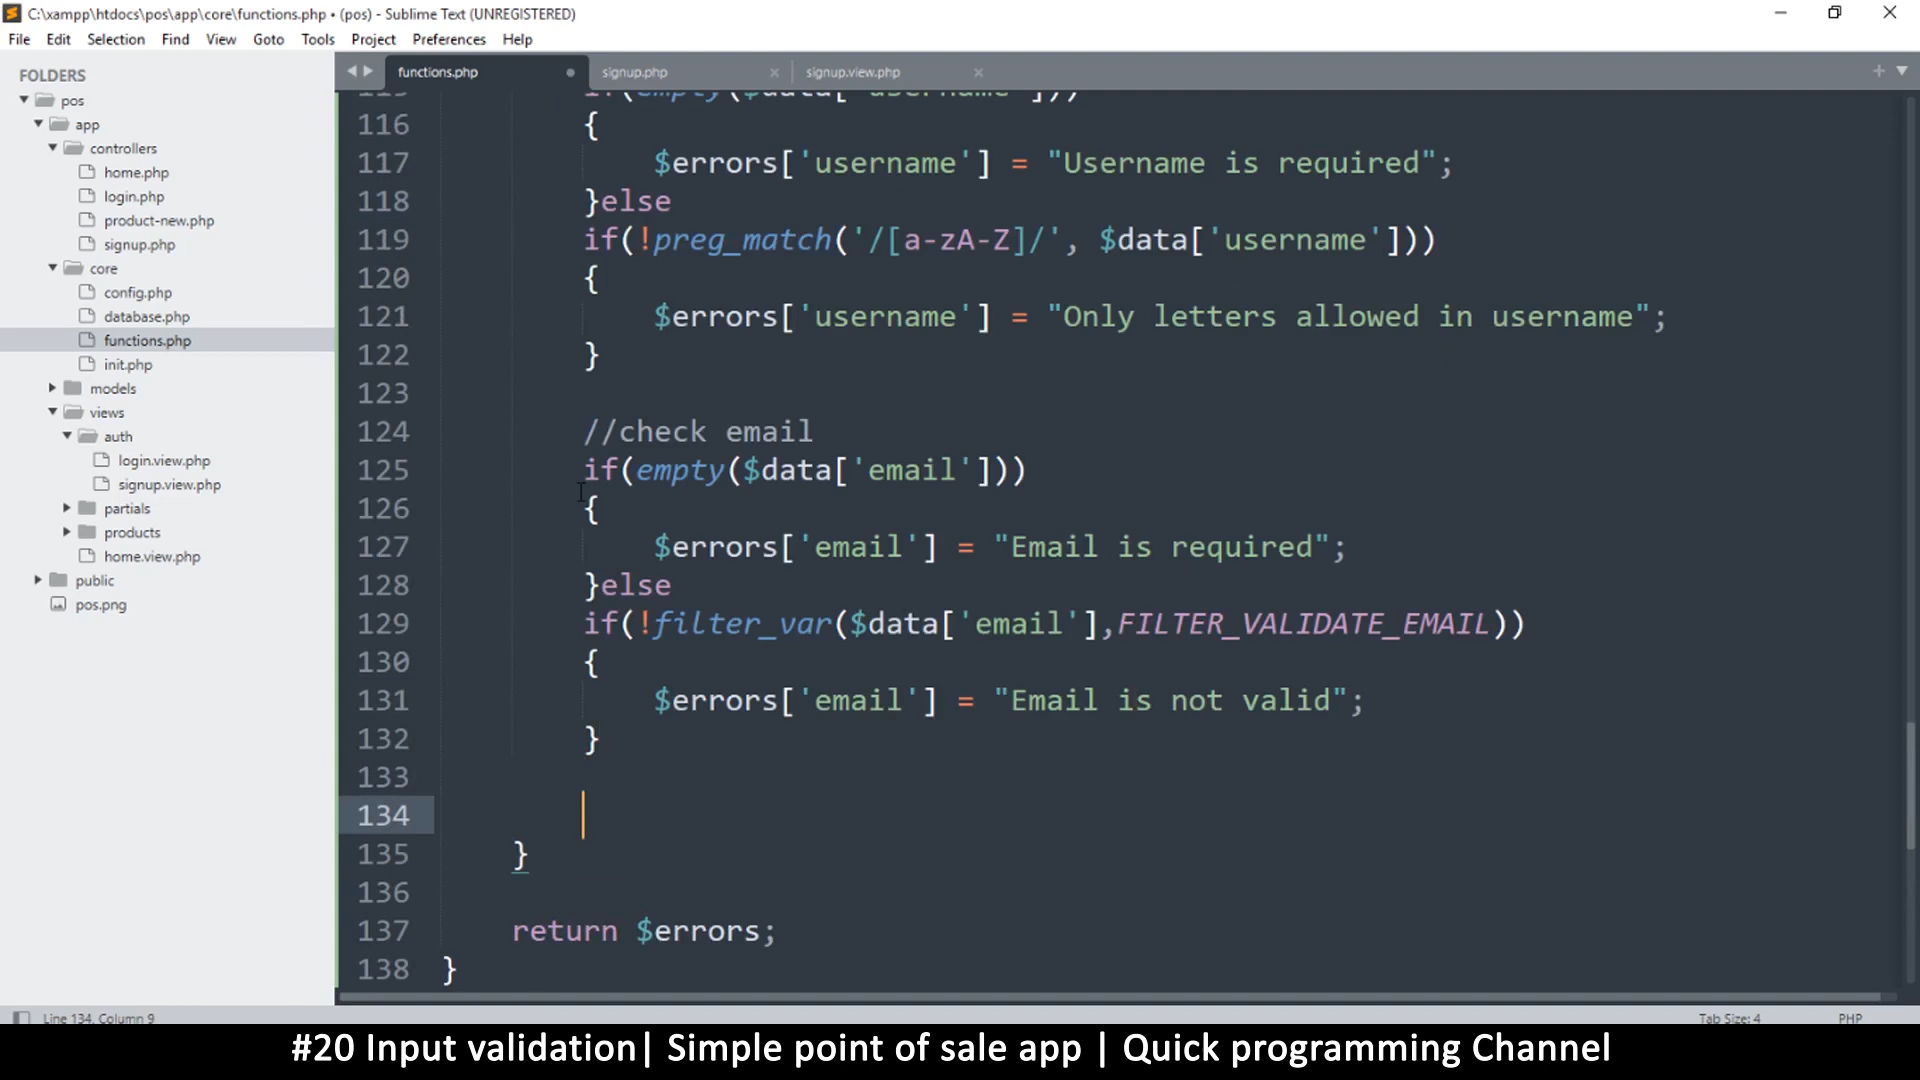 C:\xampp\htdocs\pos\app\core\functions.php • (pos) - Sublime Text (UNREGISTERED)
File Edit Selection Find View Goto Tools Project Preferences Help
FOLDERS
pos
app
controllers
home.php
login.php
product-new.php
signup.php
core
config.php
database.php
functions.php
init.php
models
views
auth
login.view.php
signup.view.php
partials
products
home.view.php
public
pos.png
functions.php signup.php signup.view.php
115 if(empty($data['username']))
116 {
117 $errors['username'] = "Username is required";
118 }else
119 if(!preg_match('/[a-zA-Z]/', $data['username']))
120 {
121 $errors['username'] = "Only letters allowed in username";
122 }
123
124 //check email
125 if(empty($data['email']))
126 {
127 $errors['email'] = "Email is required";
128 }else
129 if(!filter_var($data['email'],FILTER_VALIDATE_EMAIL))
130 {
131 $errors['email'] = "Email is not valid";
132 }
133
134
135 }
136
137 return $errors;
138 }
Line 134, Column 9 Tab Size: 4 PHP
#20 Input validation| Simple point of sale app | Quick programming Channel